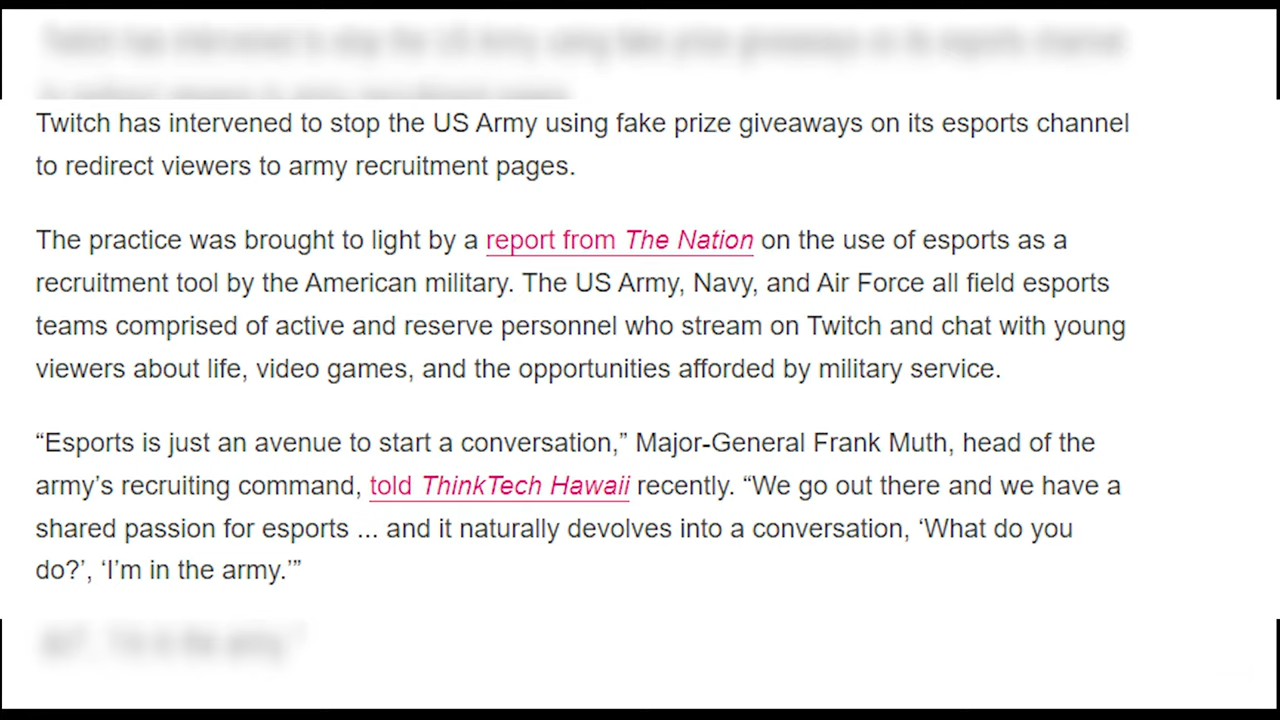 Twitch has intervened to stop the US Army using fake prize giveaways on its esports channel
to redirect viewers to army recruitment pages.
The practice was brought to light by a report from The Nation on the use of esports as a
recruitment tool by the American military. The US Army, Navy, and Air Force all field esports
teams comprised of active and reserve personnel who stream on Twitch and chat with young
viewers about life, video games, and the opportunities afforded by military service.
“Esports is just an avenue to start a conversation,” Major-General Frank Muth, head of the
army’s recruiting command, told ThinkTech Hawaii recently. “We go out there and we have a
shared passion for esports ... and it naturally devolves into a conversation, ‘What do you
do?’, ‘I’m in the army.’”